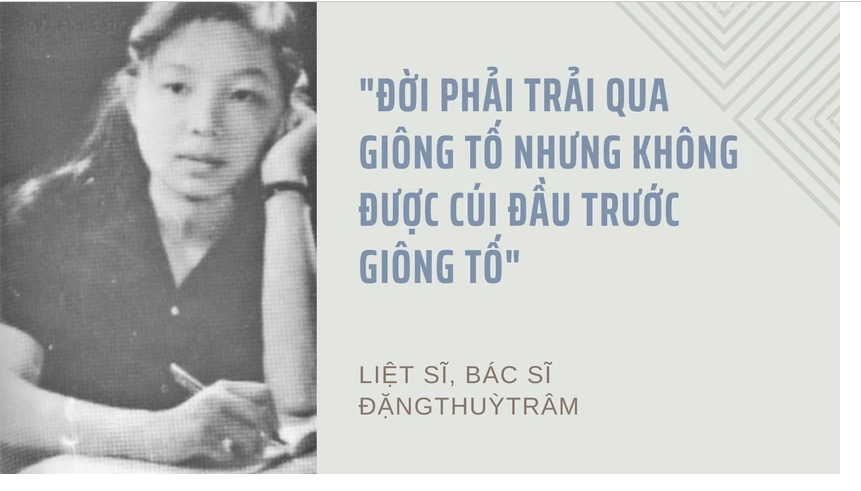 "ĐỜI PHẢI TRẢI QUA
GIÔNG TỐ NHƯNG KHÔNG
ĐƯỢC CÚI ĐẦU TRƯỚC
GIÔNG TỐ"
LIỆT SĨ, BÁC SĨ
ĐẶNGTHUỲTRÂM